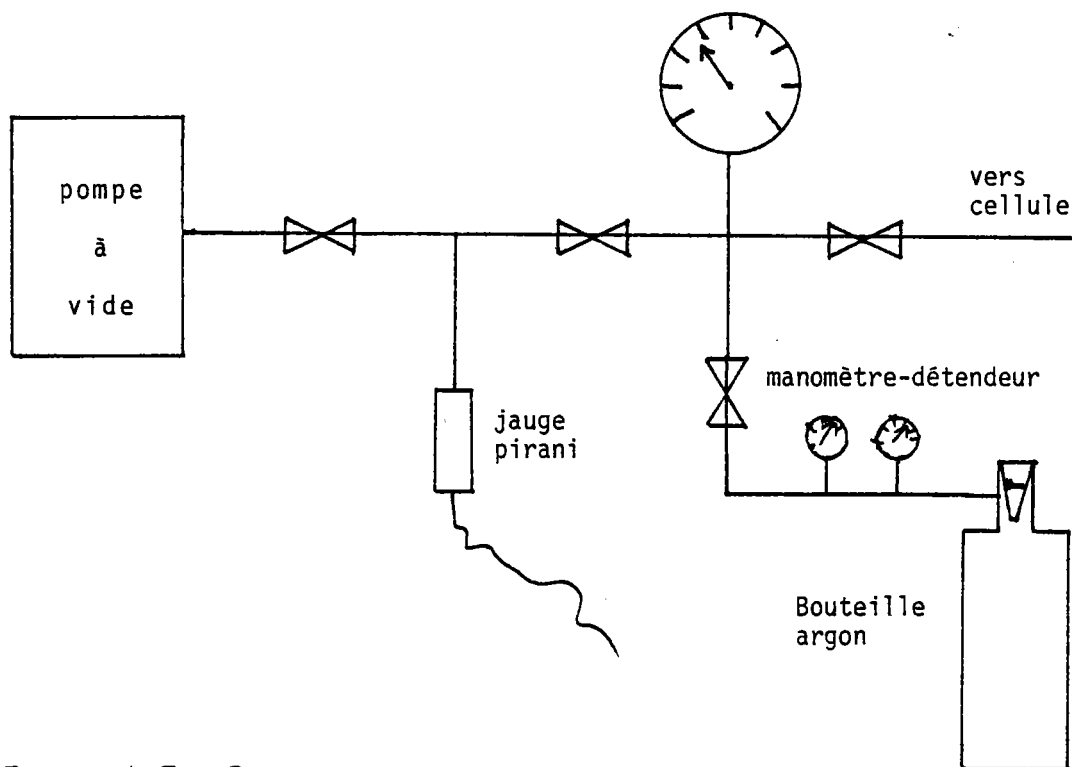 pompe
à
vide
vers
cellule
manomètre-détendeur
jauge
pirani
Bouteille
argon